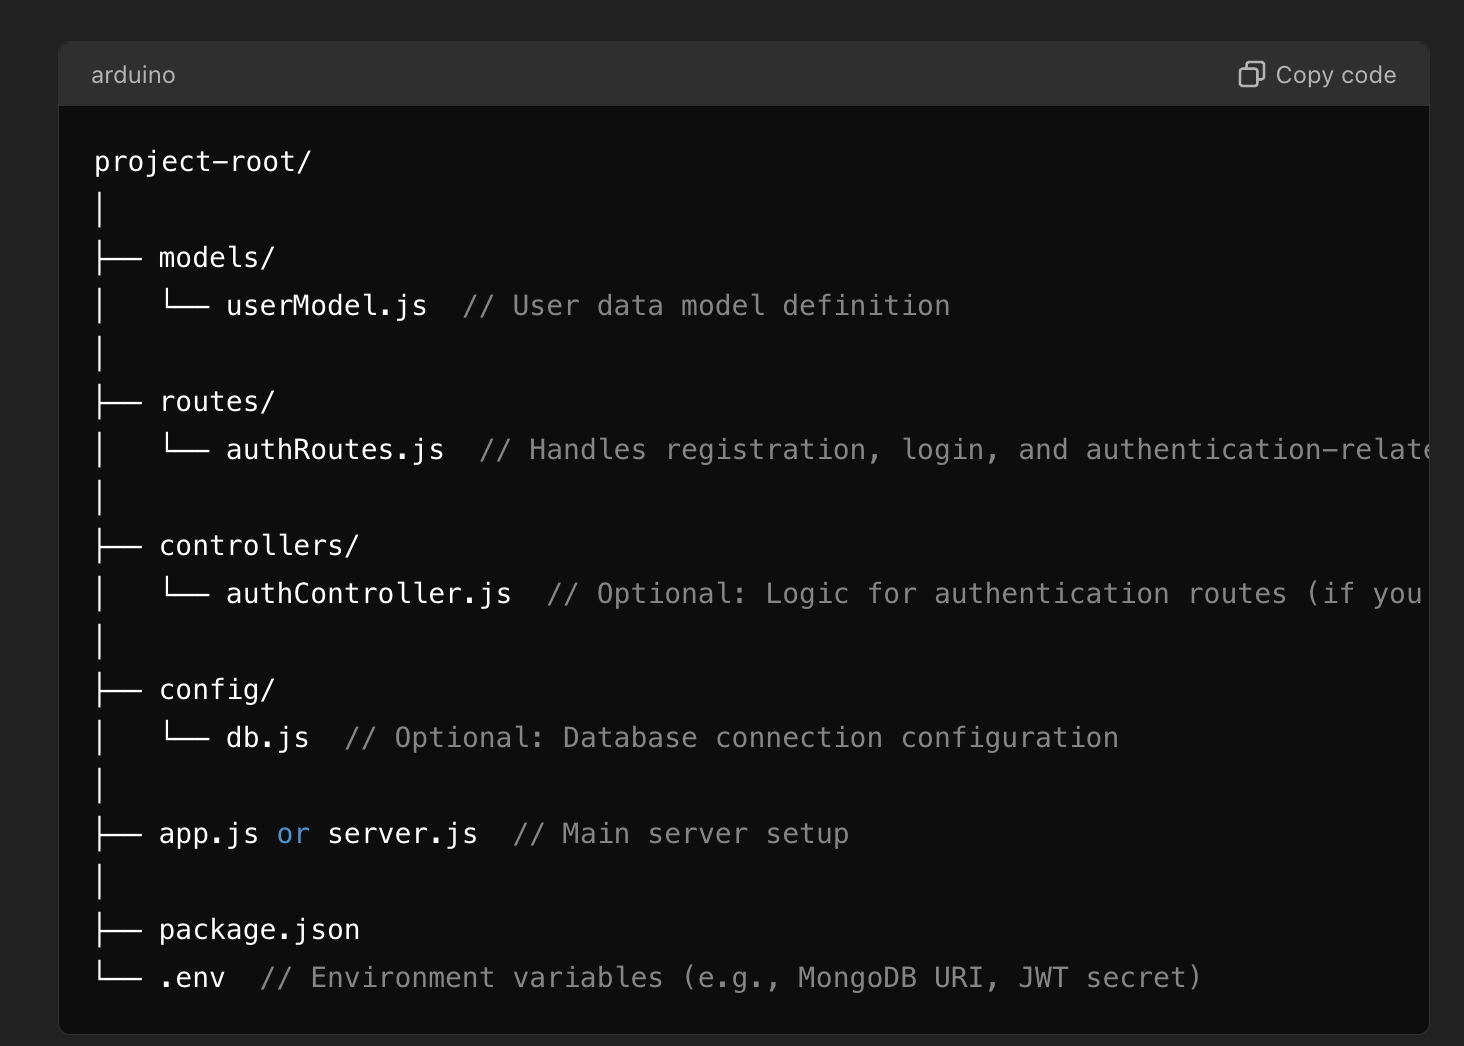 arduino
Copy code
project-root/
│
├── models/
│   └── userModel.js  // User data model definition
│
├── routes/
│   └── authRoutes.js  // Handles registration, login, and authentication-relate
│
├── controllers/
│   └── authController.js  // Optional: Logic for authentication routes (if you
│
├── config/
│   └── db.js  // Optional: Database connection configuration
│
├── app.js or server.js  // Main server setup
│
├── package.json
└── .env  // Environment variables (e.g., MongoDB URI, JWT secret)